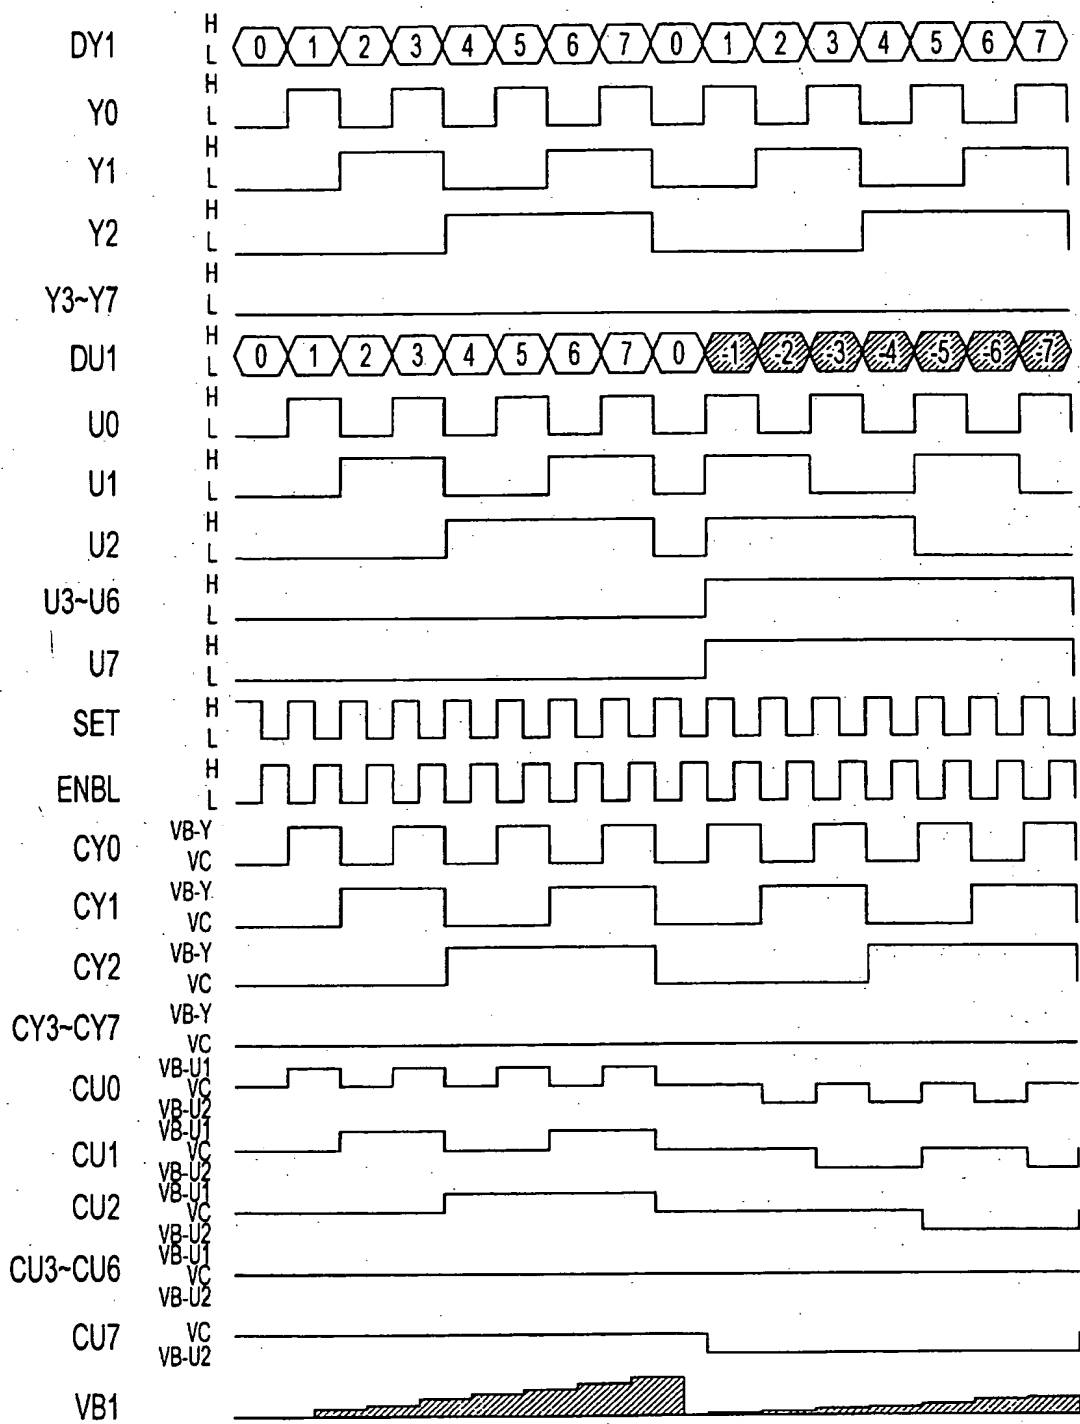 DY1 H L 0 1 2 3 4 5 6 7 0 1 2 3 4 5 6 7
Y0 H L
Y1 H L
Y2 H L
Y3~Y7 H L
DU1 H L 0 1 2 3 4 5 6 7 0 -1 -2 -3 -4 -5 -6 -7
U0 H L
U1 H L
U2 H L
U3~U6 H L
U7 H L
SET H L
ENBL H L
CY0 VB-Y VC
CY1 VB-Y VC
CY2 VB-Y VC
CY3~CY7 VB-Y VC
CU0 VB-U1 VC VB-U2
CU1 VB-U1 VC VB-U2
CU2 VB-U1 VC VB-U2
CU3~CU6 VB-U1 VC VB-U2
CU7 VC VB-U2
VB1